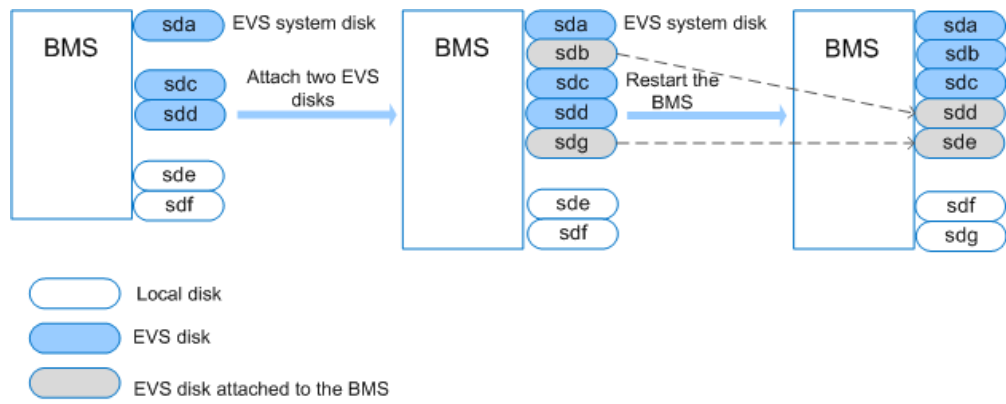 BMS
sda
EVS system disk
sdc
sdd
sde
sdf
Attach two EVS
disks
BMS
sda
EVS system disk
sdb
sdc
sdd
sdg
sde
sdf
Restart the
BMS
BMS
sda
sdb
sdc
sdd
sde
sdf
sdg
Local disk
EVS disk
EVS disk attached to the BMS